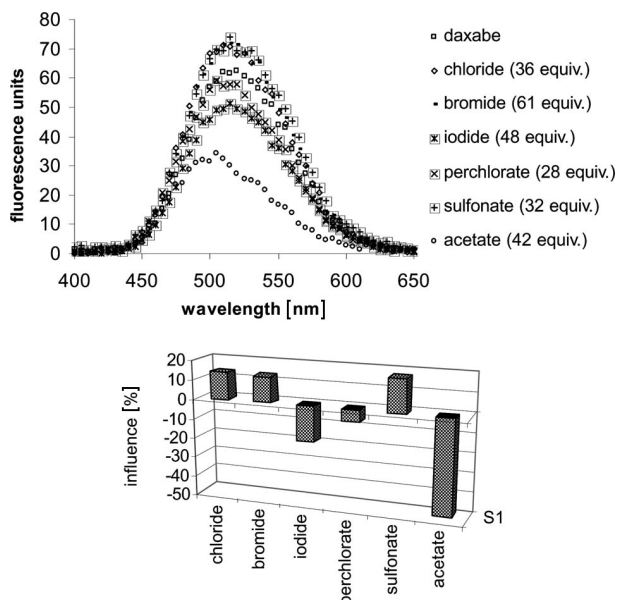 80
70
60
50
40
30
20
10
0
fluorescence units
400 450 500 550 600 650
wavelength [nm]
daxabe
chloride (36 equiv.)
bromide (61 equiv.)
iodide (48 equiv.)
perchlorate (28 equiv.)
sulfonate (32 equiv.)
acetate (42 equiv.)
20
10
0
-10
-20
-30
-40
-50
influence [%]
chloride
bromide
iodide
perchlorate
sulfonate
acetate
S1